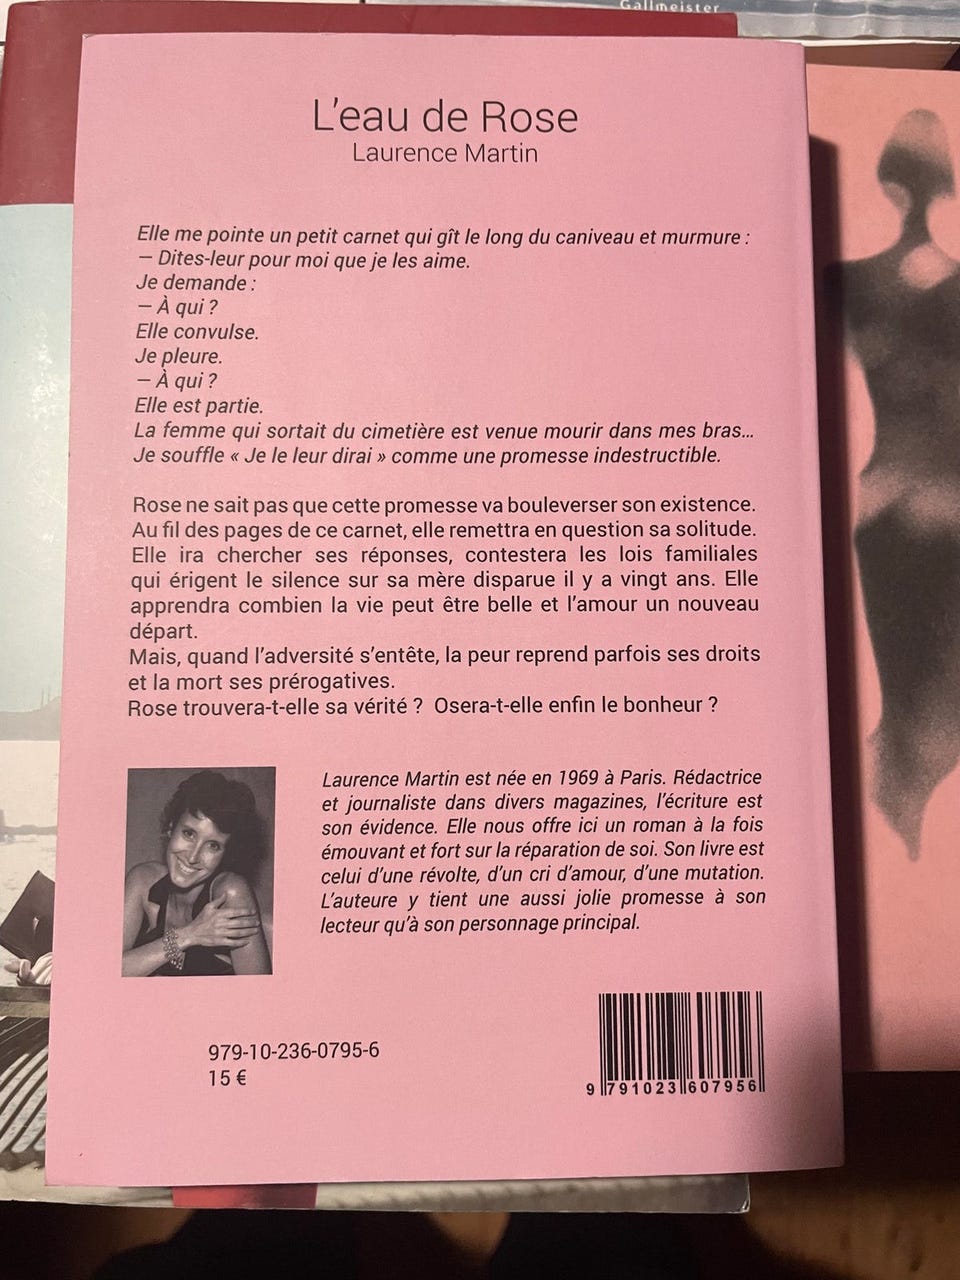 Gallmeister
L'eau de Rose
Laurence Martin
Elle me pointe un petit carnet qui gît le long du caniveau et murmure :
— Dites-leur pour moi que je les aime.
Je demande :
— À qui ?
Elle convulse.
Je pleure.
— À qui ?
Elle est partie.
La femme qui sortait du cimetière est venue mourir dans mes bras…
Je souffle « Je le leur dirai » comme une promesse indestructible.
Rose ne sait pas que cette promesse va bouleverser son existence.
Au fil des pages de ce carnet, elle remettra en question sa solitude.
Elle ira chercher ses réponses, contestera les lois familiales
qui érigent le silence sur sa mère disparue il y a vingt ans. Elle
apprendra combien la vie peut être belle et l'amour un nouveau
départ.
Mais, quand l'adversité s'entête, la peur reprend parfois ses droits
et la mort ses prérogatives.
Rose trouvera-t-elle sa vérité ? Osera-t-elle enfin le bonheur ?
Laurence Martin est née en 1969 à Paris. Rédactrice
et journaliste dans divers magazines, l'écriture est
son évidence. Elle nous offre ici un roman à la fois
émouvant et fort sur la réparation de soi. Son livre est
celui d'une révolte, d'un cri d'amour, d'une mutation.
L'auteure y tient une aussi jolie promesse à son
lecteur qu'à son personnage principal.
979-10-236-0795-6
15 €
9 791023 607956